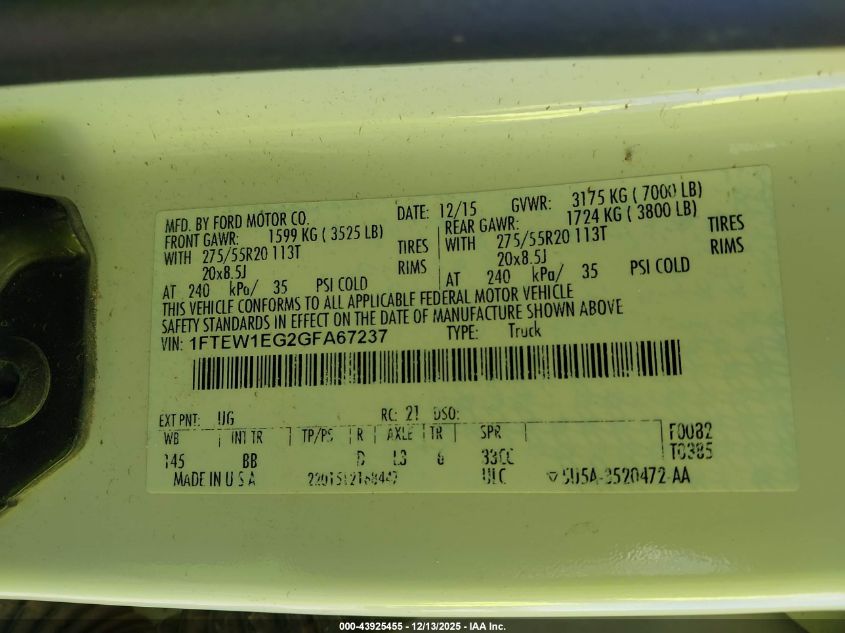 MFD. BY FORD MOTOR CO. DATE: 12/15 GVWR: 3175 KG ( 7000 LB)
FRONT GAWR: 1599 KG ( 3525 LB) REAR GAWR: 1724 KG ( 3800 LB)
WITH 275/55R20 113T TIRES WITH 275/55R20 113T TIRES
20x8.5J RIMS 20x8.5J RIMS
AT 240 kPa/ 35 PSI COLD AT 240 kPa/ 35 PSI COLD
THIS VEHICLE CONFORMS TO ALL APPLICABLE FEDERAL MOTOR VEHICLE
SAFETY STANDARDS IN EFFECT ON THE DATE OF MANUFACTURE SHOWN ABOVE
VIN: 1FTEW1EG2GFA67237 TYPE: Truck
EXT PNT: UG RC: 21 DSO:
WB INT TR TP/PS R AXLE TR SPR F0082
145 BB D L3 6 33CC T0385
MADE IN U S A ULC 5U5A-3520472-AA
000-43925455 - 12/13/2025 - IAA Inc.